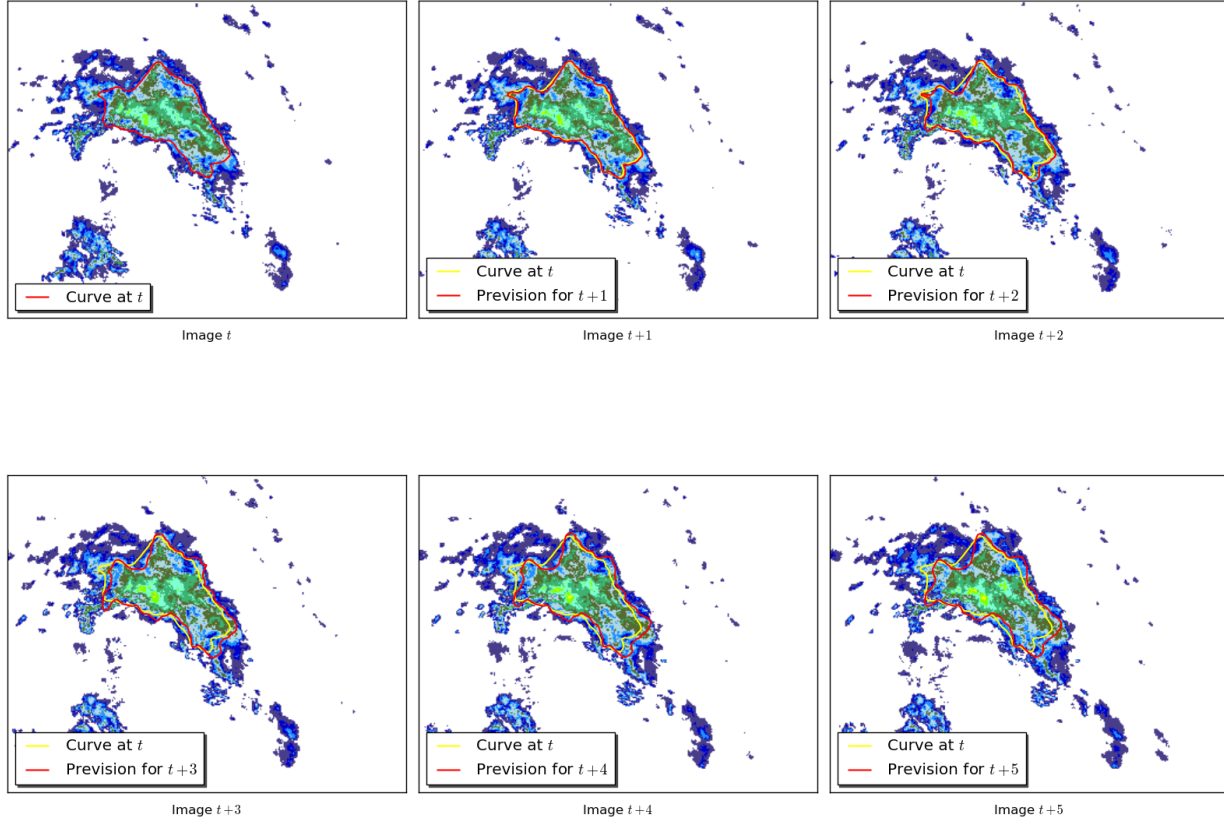 Curve at t
Image t
Curve at t
Prevision for t+1
Image t+1
Curve at t
Prevision for t+2
Image t+2
Curve at t
Prevision for t+3
Image t+3
Curve at t
Prevision for t+4
Image t+4
Curve at t
Prevision for t+5
Image t+5